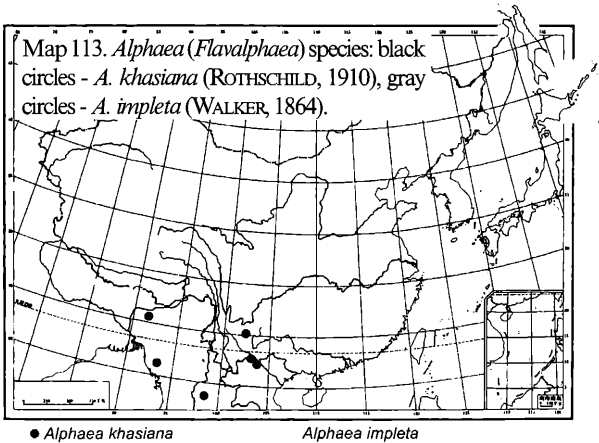 Map 113. Alphaea (Flavalphaea) species: black
circles - A. khasiana (ROTHSCHILD, 1910), gray
circles - A. impleta (WALKER, 1864).
Alphaea khasiana
Alphaea impleta